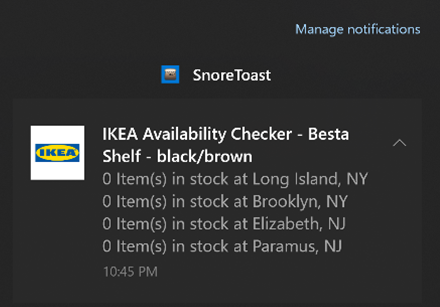 Manage notifications
SnoreToast
IKEA
IKEA Availability Checker - Besta
Shelf - black/brown
0 Item(s) in stock at Long Island, NY
0 Item(s) in stock at Brooklyn, NY
0 Item(s) in stock at Elizabeth, NJ
0 Item(s) in stock at Paramus, NJ
10:45 PM